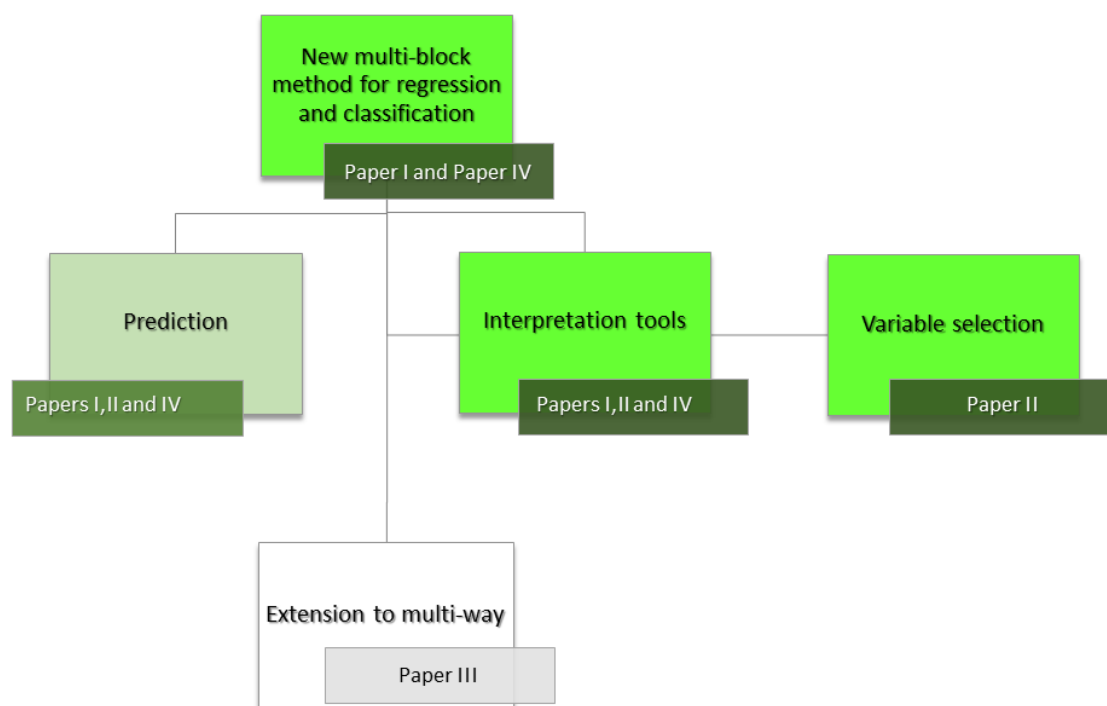 New multi-block
method for regression
and classification
Paper I and Paper IV
Prediction
Papers I,II and IV
Interpretation tools
Papers I,II and IV
Variable selection
Paper II
Extension to multi-way
Paper III